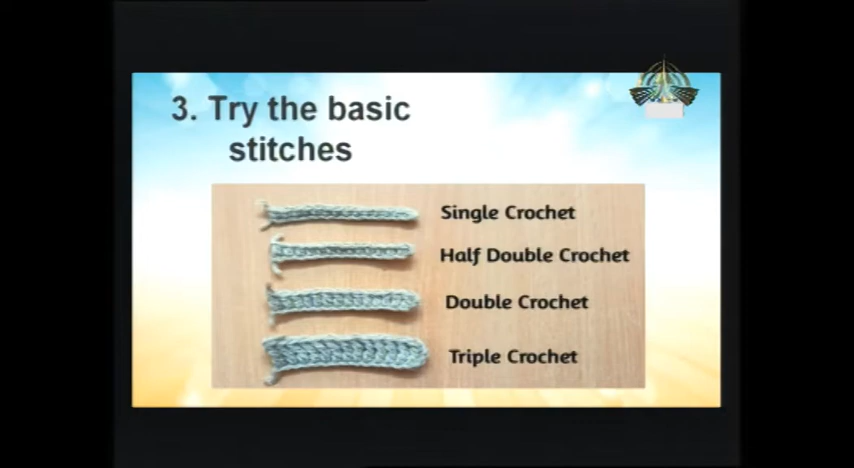 3. Try the basic
stitches
Single Crochet
Half Double Crochet
Double Crochet
Triple Crochet